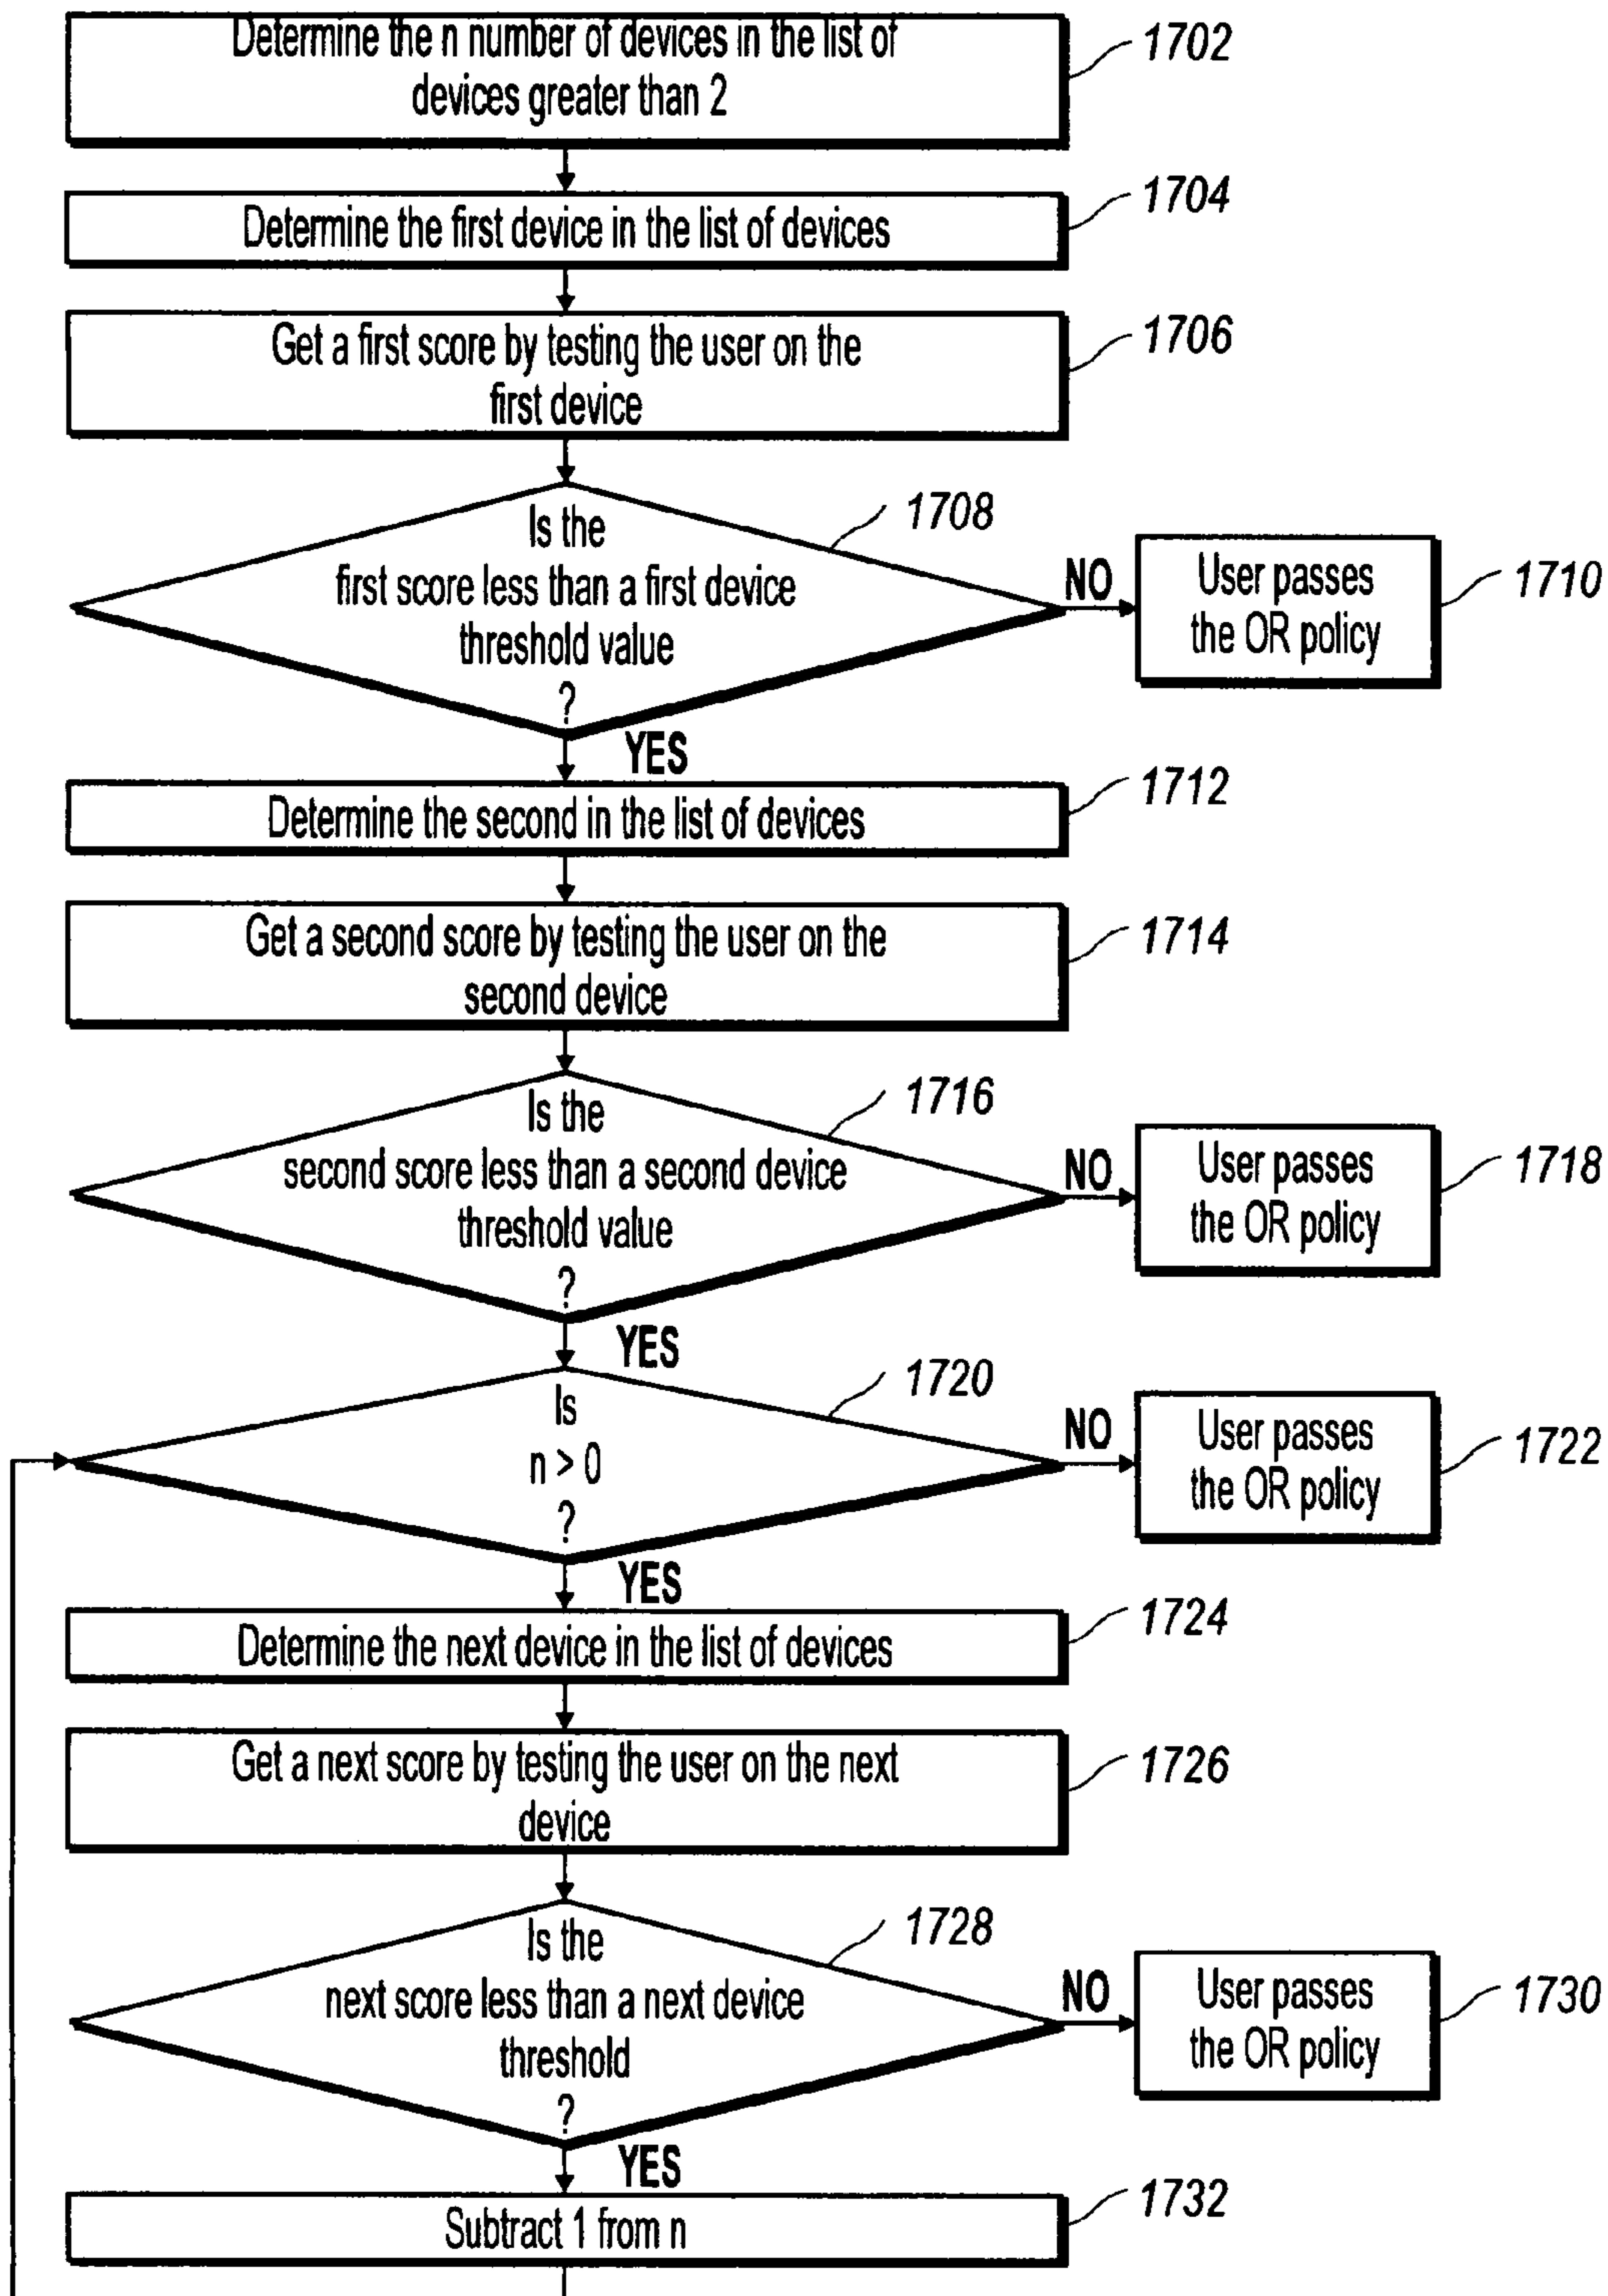 Determine the n number of devices in the list of
devices greater than 2
1702
Determine the first device in the list of devices
1704
Get a first score by testing the user on the
first device
1706
Is the
first score less than a first device
threshold value
?
1708
NO
User passes
the OR policy
1710
YES
Determine the second in the list of devices
1712
Get a second score by testing the user on the
second device
1714
Is the
second score less than a second device
threshold value
?
1716
NO
User passes
the OR policy
1718
YES
Is
n > 0
?
1720
NO
User passes
the OR policy
1722
YES
Determine the next device in the list of devices
1724
Get a next score by testing the user on the next
device
1726
Is the
next score less than a next device
threshold
?
1728
NO
User passes
the OR policy
1730
YES
Subtract 1 from n
1732